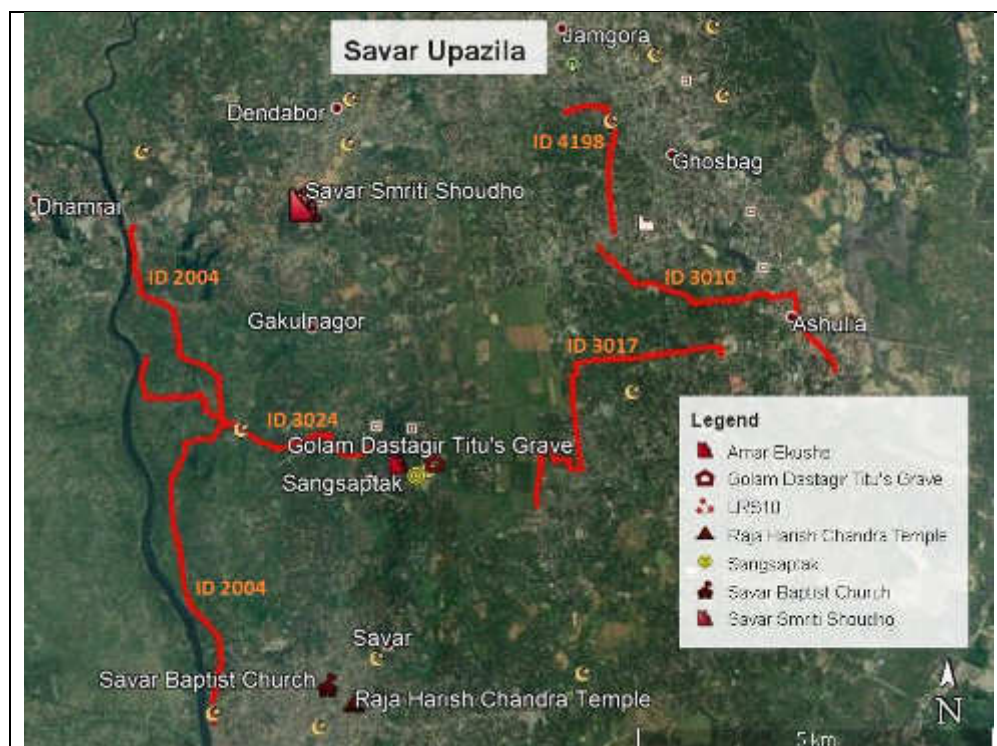 Savar Upazila
Jamgora
Dendabor
ID 4198
Ghosbag
Savar Smriti Shoudho
Dhamrai
ID 2004
ID 3010
Gakulnagor
Ashulia
ID 3017
ID 3024
Golam Dastagir Titu's Grave
Sangsaptak
Legend
Amar Ekushe
Golam Dastagir Titu's Grave
Raja Harish Chandra Temple
Sangsaptak
Savar Baptist Church
Savar Smriti Shoudho
ID 2004
Savar
Savar Baptist Church
Raja Harish Chandra Temple
N
5 km